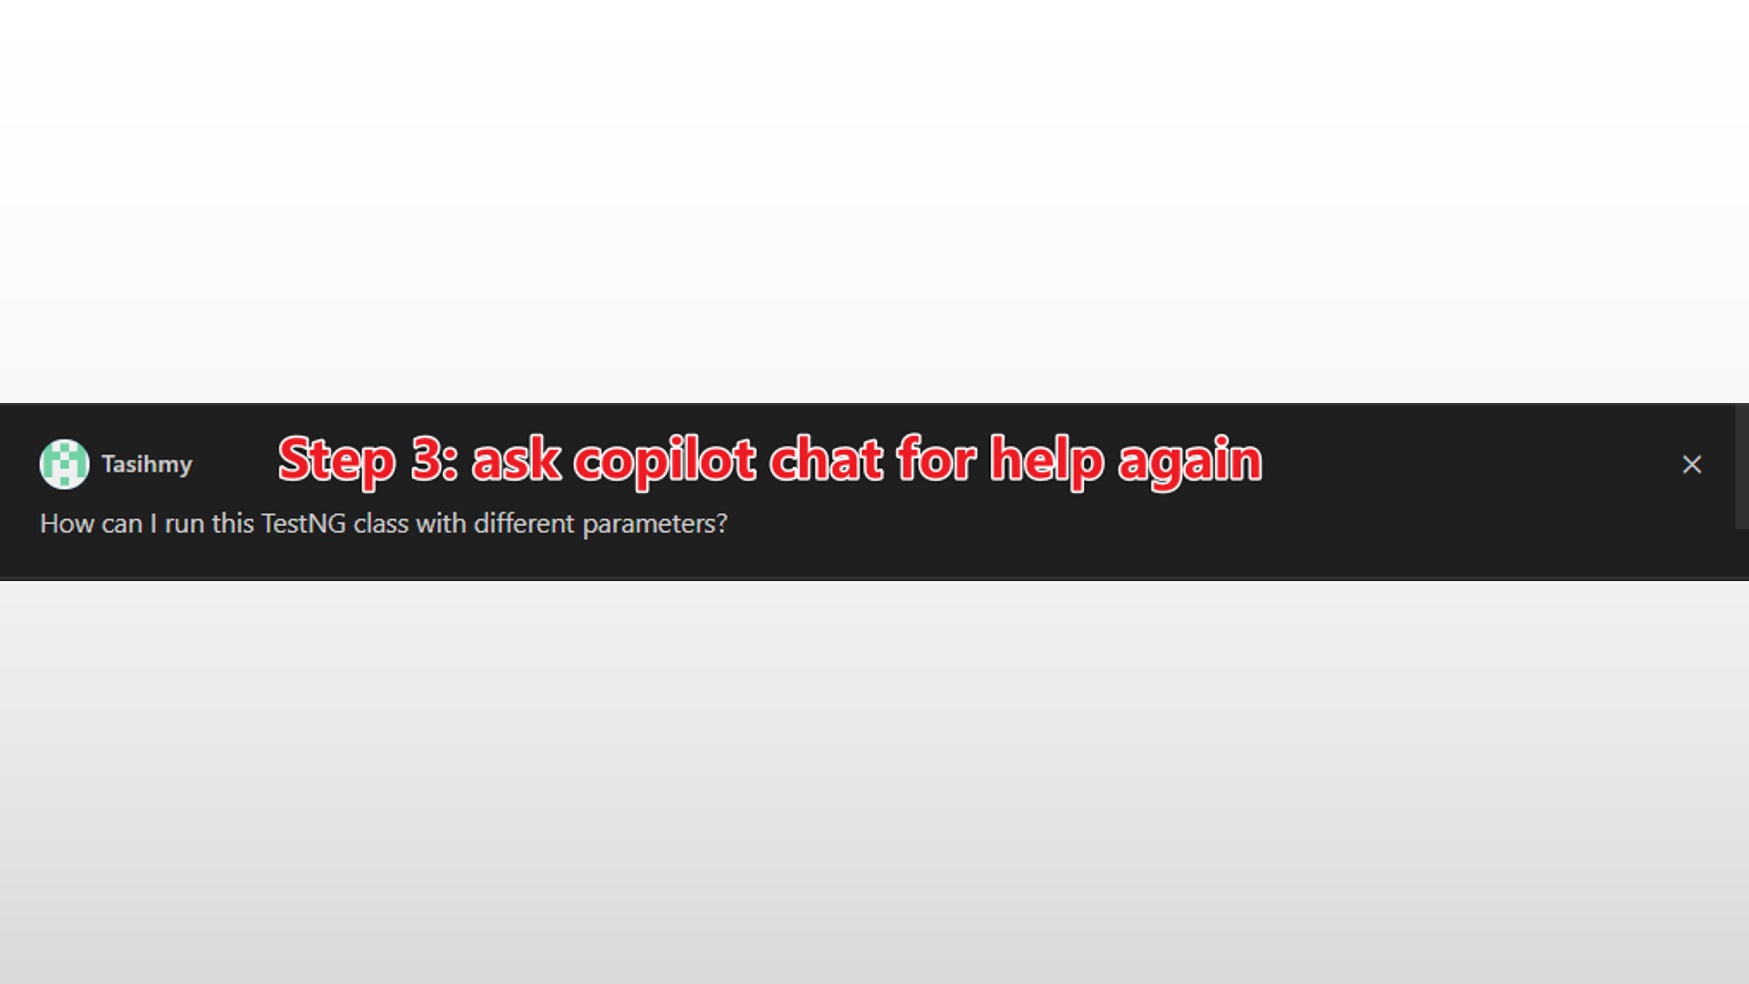 Tasihmy
Step 3: ask copilot chat for help again
How can I run this TestNG class with different parameters?